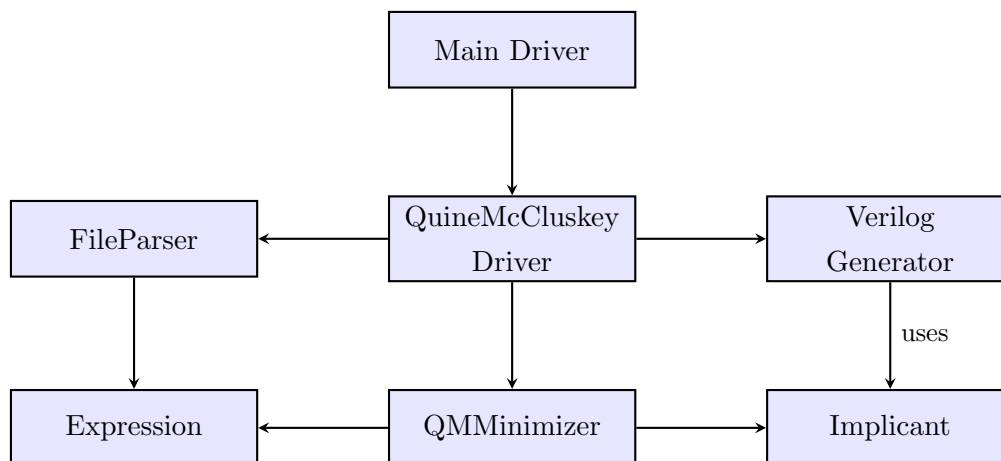 Main Driver
FileParser
QuineMcCluskey
Driver
Verilog
Generator
uses
Expression
QMMinimizer
Implicant